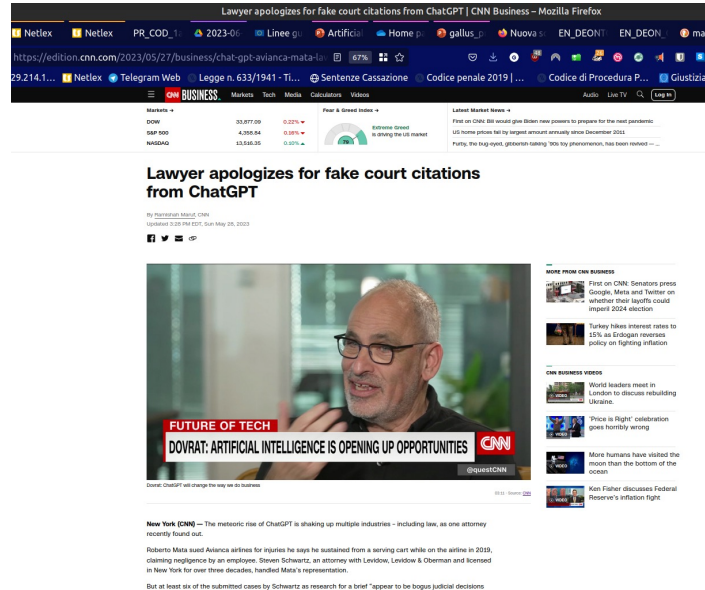 Lawyer apologizes for fake court citations from ChatGPT | CNN Business – Mozilla Firefox
Netlex
Netlex
PR_COD_1
2023-06
Linee gu
Artificial
Home pa
gallus_p
Nuova s
EN_DEONT
EN_DEON_
ma
https://edition.cnn.com/2023/05/27/business/chat-gpt-avianca-mata-la
67%
29.214.1…
Netlex
Telegram Web
Legge n. 633/1941 - Ti…
Sentenze Cassazione
Codice penale 2019 |…
Codice di Procedura P…
Giustizia
CNN BUSINESS
Markets Tech Media Calculators Videos
Audio Live TV Log In
Markets →
DOW 33,877.09 0.22% ▼
S&P 500 4,358.84 0.16% ▼
NASDAQ 13,516.35 0.10% ▲
Fear & Greed Index →
79
Extreme Greed
is driving the US market
Latest Market News →
First on CNN: Bill would give Biden new powers to prepare for the next pandemic
US home prices fell by largest amount annually since December 2011
Furby, the bug-eyed, gibberish-talking '90s toy phenomenon, has been revived — ...
Lawyer apologizes for fake court citations
from ChatGPT
By Ramishah Maruf, CNN
Updated 3:28 PM EDT, Sun May 28, 2023
FUTURE OF TECH
DOVRAT: ARTIFICIAL INTELLIGENCE IS OPENING UP OPPORTUNITIES
CNN
@questCNN
Dovrat: ChatGPT will change the way we do business
Source: CNN
MORE FROM CNN BUSINESS
First on CNN: Senators press
Google, Meta and Twitter on
whether their layoffs could
imperil 2024 election
Turkey hikes interest rates to
15% as Erdogan reverses
policy on fighting inflation
CNN BUSINESS VIDEOS
World leaders meet in
London to discuss rebuilding
Ukraine.
VIDEO
'Price is Right' celebration
goes horribly wrong
VIDEO
More humans have visited the
moon than the bottom of the
ocean
VIDEO
Ken Fisher discusses Federal
Reserve's inflation fight
VIDEO
New York (CNN) — The meteoric rise of ChatGPT is shaking up multiple industries – including law, as one attorney
recently found out.
Roberto Mata sued Avianca airlines for injuries he says he sustained from a serving cart while on the airline in 2019,
claiming negligence by an employee. Steven Schwartz, an attorney with Levidow, Levidow & Oberman and licensed
in New York for over three decades, handled Mata's representation.
But at least six of the submitted cases by Schwartz as research for a brief "appear to be bogus judicial decisions